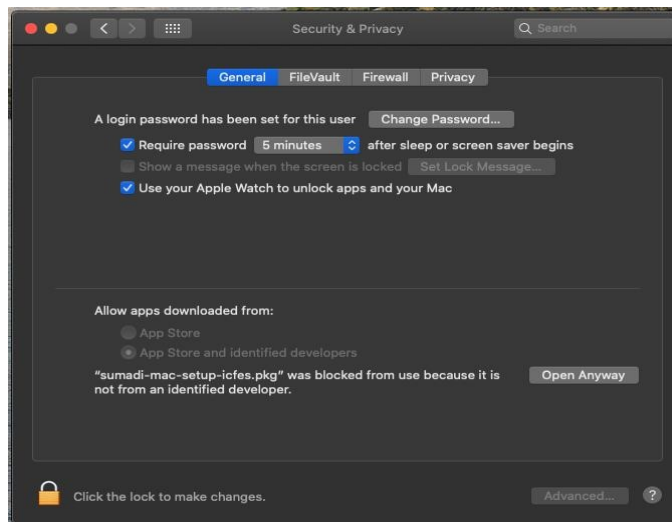 Security & Privacy
Search
General FileVault Firewall Privacy
A login password has been set for this user Change Password...
Require password 5 minutes after sleep or screen saver begins
Show a message when the screen is locked Set Lock Message...
Use your Apple Watch to unlock apps and your Mac
Allow apps downloaded from:
App Store
App Store and identified developers
“sumadi-mac-setup-icfes.pkg” was blocked from use because it is Open Anyway
not from an identified developer.
Click the lock to make changes. Advanced... ?